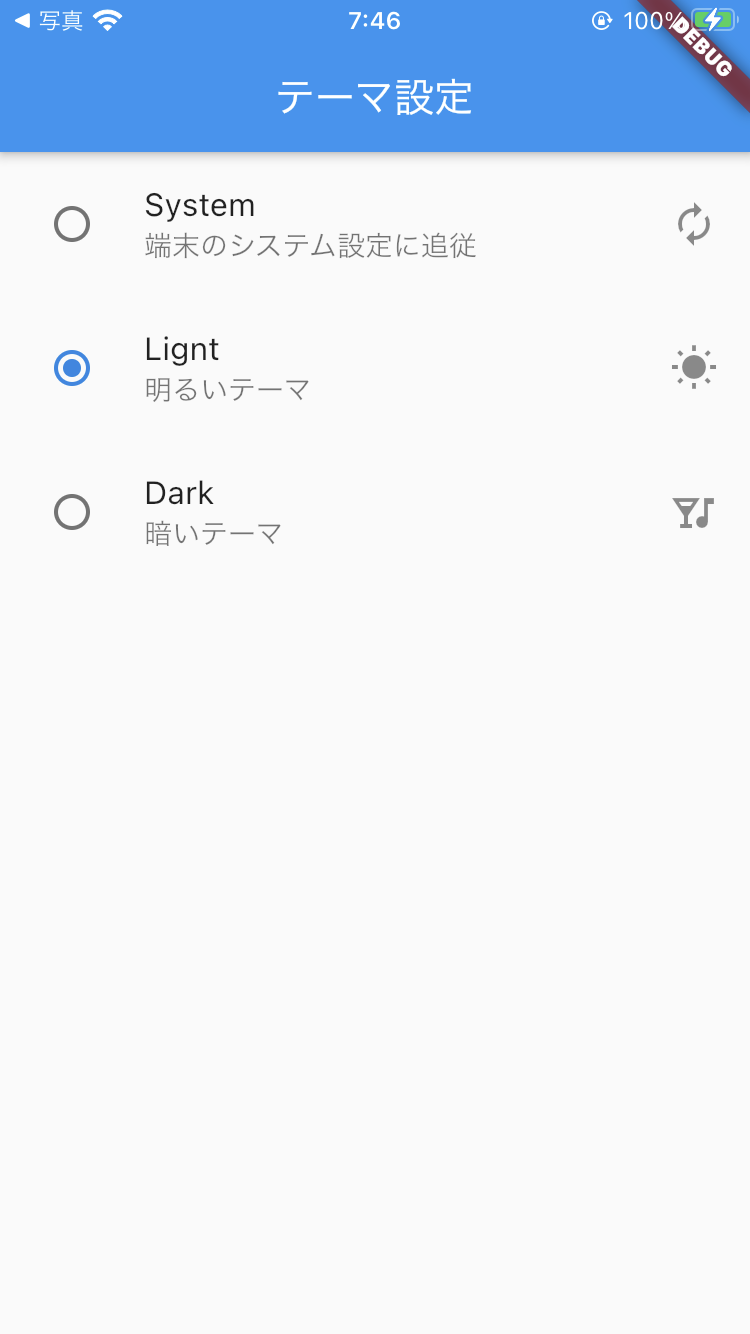 写真
7:46
100%
DEBUG
テーマ設定
System
端末のシステム設定に追従
Lignt
明るいテーマ
Dark
暗いテーマ